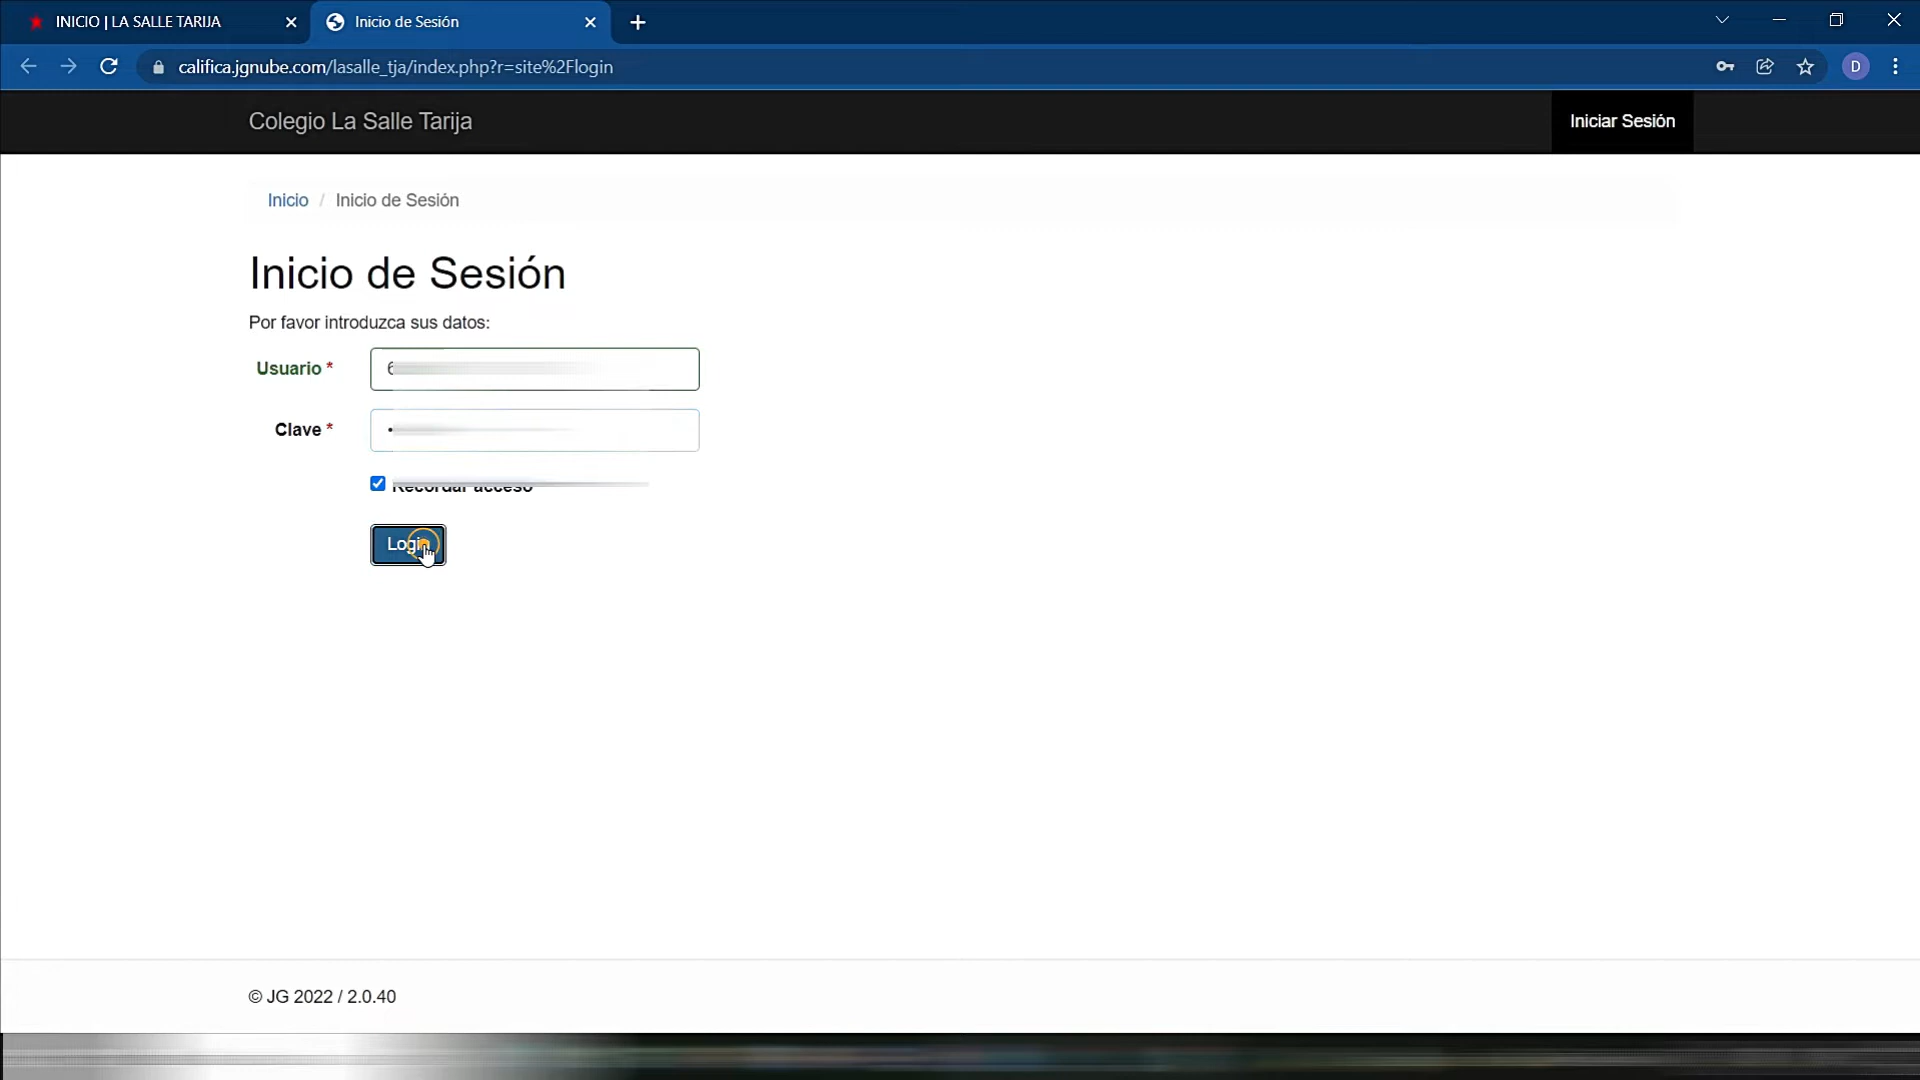 INICIO | LA SALLE TARIJA
Inicio de Sesión
califica.jgnube.com/lasalle_tja/index.php?r=site%2Flogin
D
Colegio La Salle Tarija
Iniciar Sesión
Inicio / Inicio de Sesión
Inicio de Sesión
Por favor introduzca sus datos:
Usuario *
Clave *
Recordar acceso
Login
© JG 2022 / 2.0.40